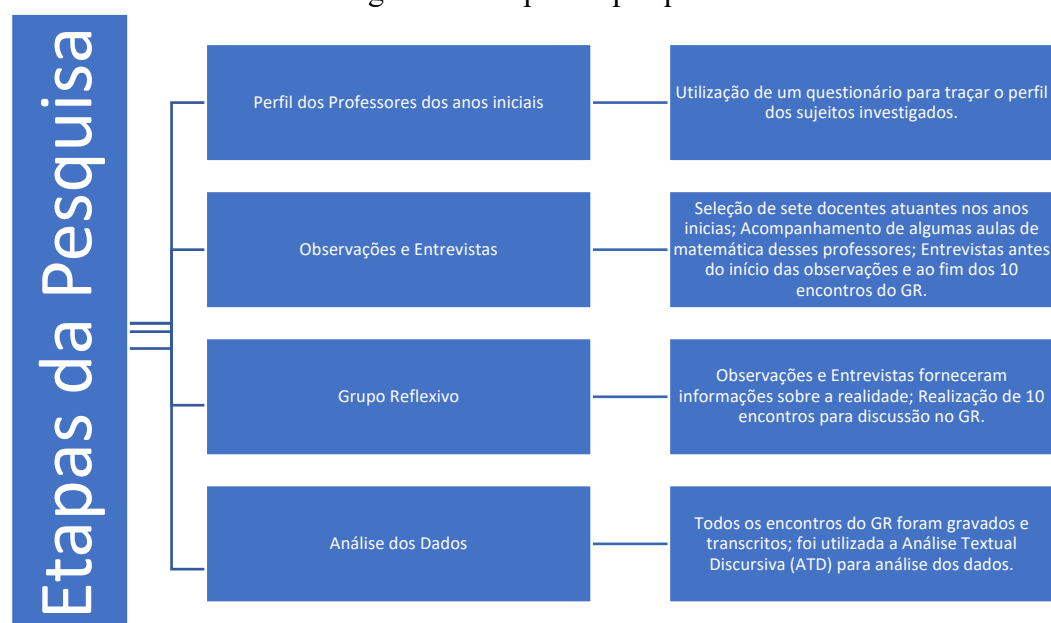 Etapas da Pesquisa
Perfil dos Professores dos anos iniciais
Utilização de um questionário para traçar o perfil
dos sujeitos investigados.
Observações e Entrevistas
Seleção de sete docentes atuantes nos anos
inicias; Acompanhamento de algumas aulas de
matemática desses professores; Entrevistas antes
do início das observações e ao fim dos 10
encontros do GR.
Grupo Reflexivo
Observações e Entrevistas forneceram
informações sobre a realidade; Realização de 10
encontros para discussão no GR.
Análise dos Dados
Todos os encontros do GR foram gravados e
transcritos; foi utilizada a Análise Textual
Discursiva (ATD) para análise dos dados.